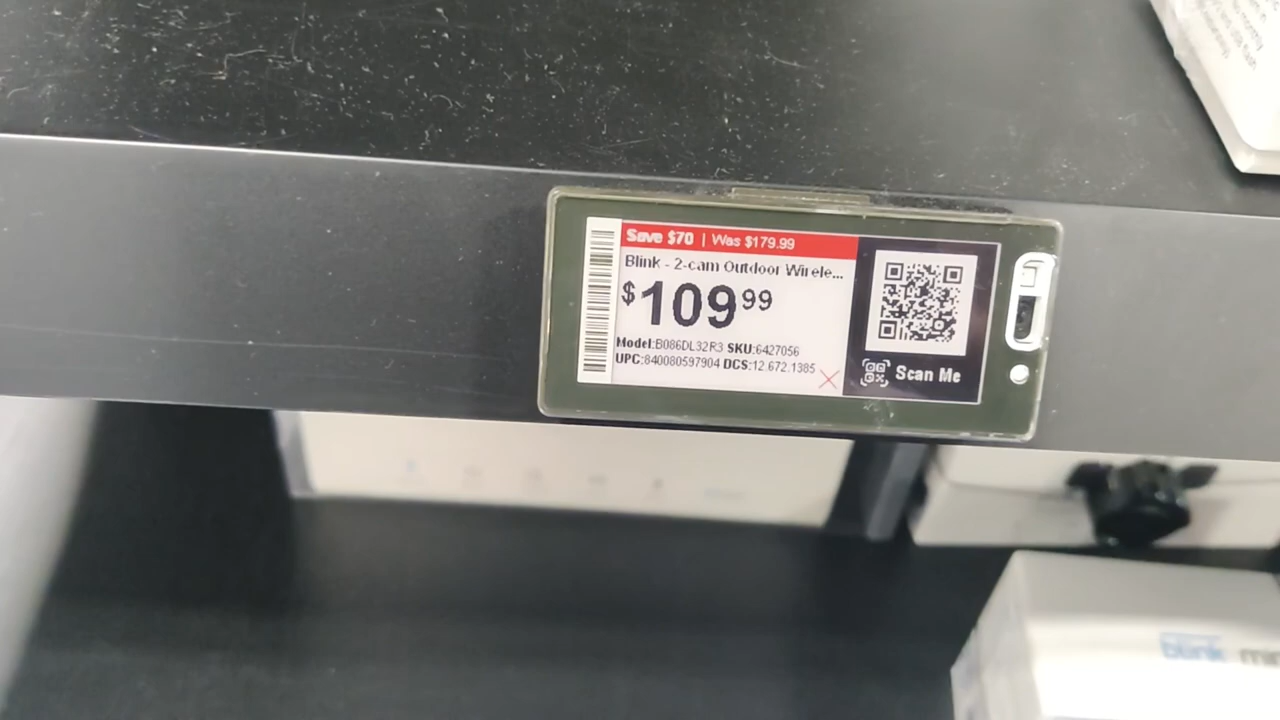 Save $70 | Was $179.99
Blink - 2-cam Outdoor Wirele...
$109 99
Model:B086DL32R3 SKU:6427056
UPC:840080597904 DCS:12.672.1385
Scan Me
blink